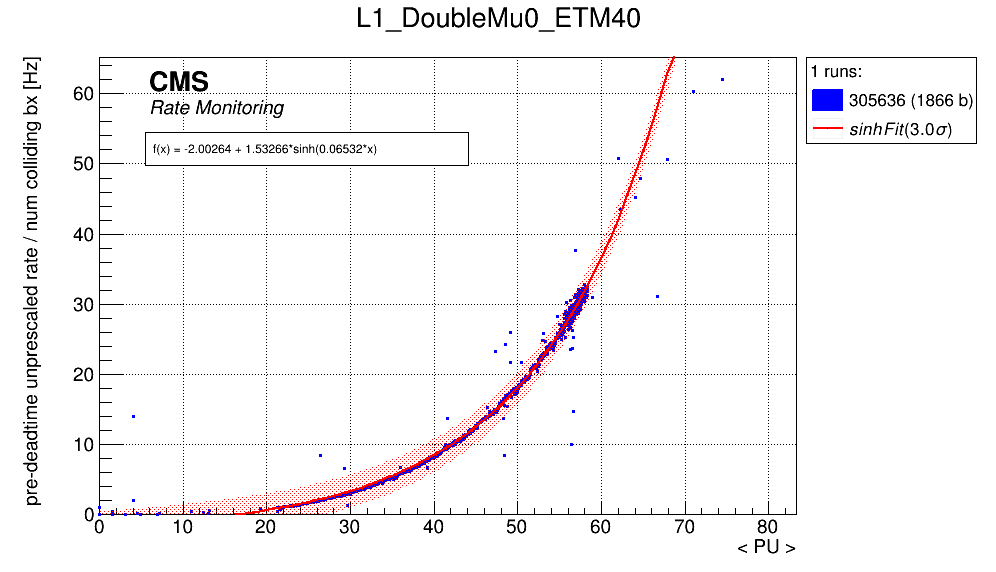 L1_DoubleMu0_ETM40
pre-deadtime unprescaled rate / num colliding bx [Hz]
CMS
Rate Monitoring
f(x) = -2.00264 + 1.53266*sinh(0.06532*x)
1 runs:
305636 (1866 b)
sinhFit(3.0σ)
60
50
40
30
20
10
0
0 10 20 30 40 50 60 70 80
< PU >